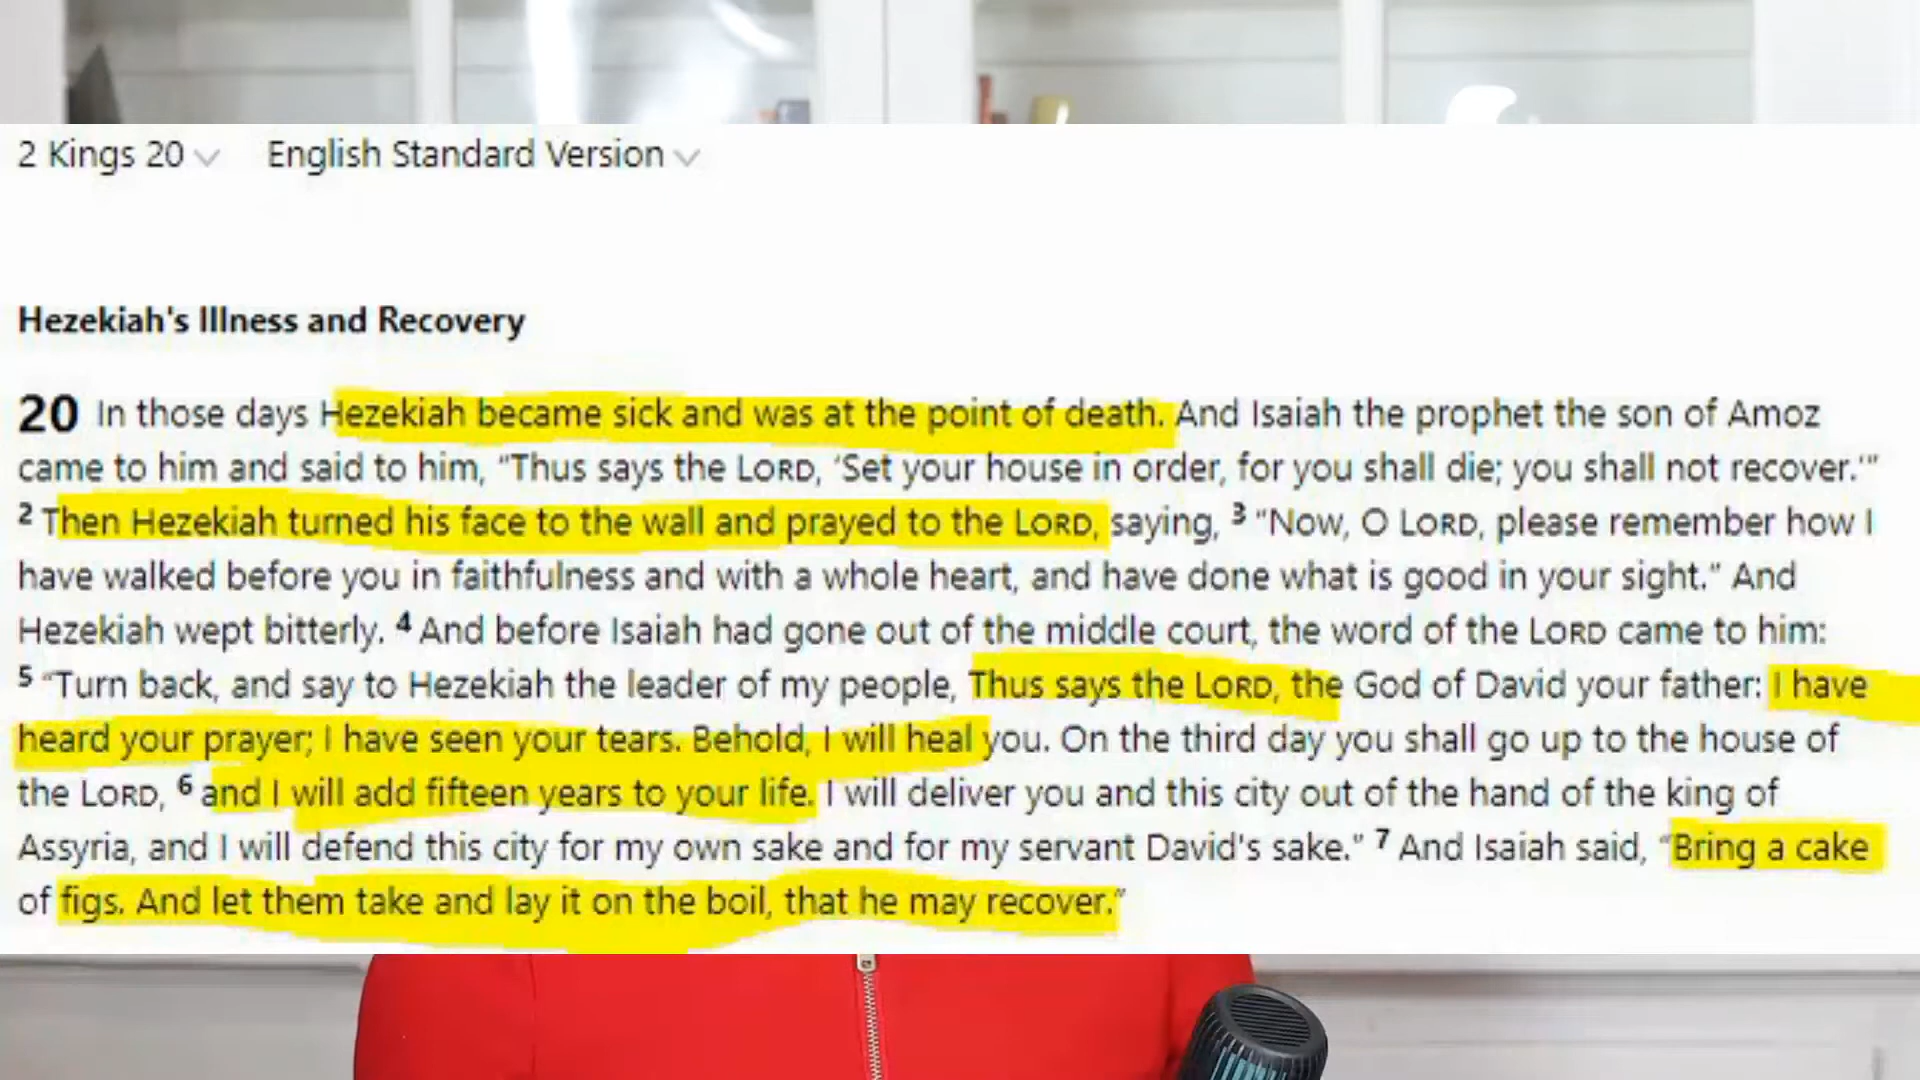 2 Kings 20 English Standard Version
Hezekiah's Illness and Recovery
20 In those days Hezekiah became sick and was at the point of death. And Isaiah the prophet the son of Amoz
came to him and said to him, “Thus says the LORD, ‘Set your house in order, for you shall die; you shall not recover.’”
2 Then Hezekiah turned his face to the wall and prayed to the LORD, saying, 3 “Now, O LORD, please remember how I
have walked before you in faithfulness and with a whole heart, and have done what is good in your sight.” And
Hezekiah wept bitterly. 4 And before Isaiah had gone out of the middle court, the word of the LORD came to him:
5 “Turn back, and say to Hezekiah the leader of my people, Thus says the LORD, the God of David your father: I have
heard your prayer; I have seen your tears. Behold, I will heal you. On the third day you shall go up to the house of
the LORD, 6 and I will add fifteen years to your life. I will deliver you and this city out of the hand of the king of
Assyria, and I will defend this city for my own sake and for my servant David's sake.” 7 And Isaiah said, “Bring a cake
of figs. And let them take and lay it on the boil, that he may recover.”